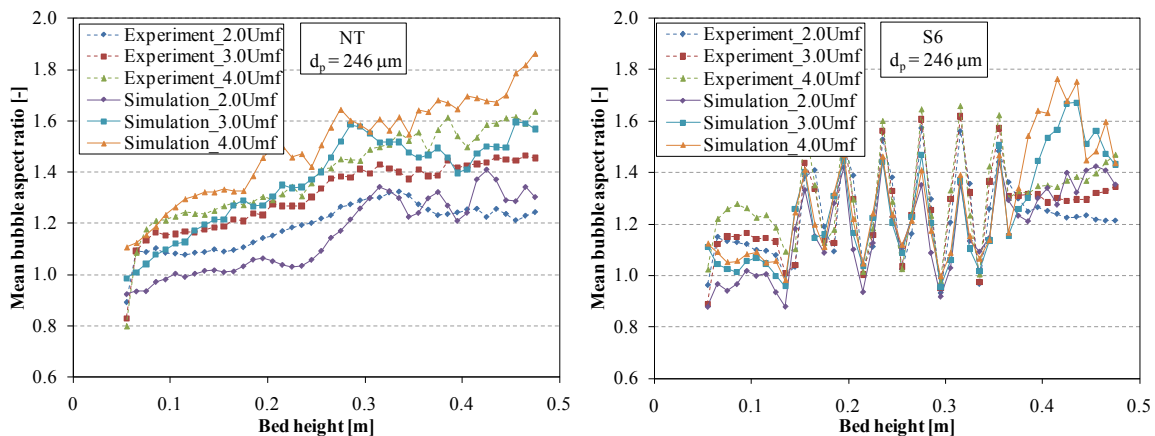 2.0
1.8
1.6
1.4
1.2
1.0
0.8
0.6
Mean bubble aspect ratio [-]
Experiment_2.0Umf
Experiment_3.0Umf
Experiment_4.0Umf
Simulation_2.0Umf
Simulation_3.0Umf
Simulation_4.0Umf
NT
dp = 246 μm
0 0.1 0.2 0.3 0.4 0.5
Bed height [m]
2.0
1.8
1.6
1.4
1.2
1.0
0.8
0.6
Mean bubble aspect ratio [-]
Experiment_2.0Umf
Experiment_3.0Umf
Experiment_4.0Umf
Simulation_2.0Umf
Simulation_3.0Umf
Simulation_4.0Umf
S6
dp = 246 μm
0 0.1 0.2 0.3 0.4 0.5
Bed height [m]